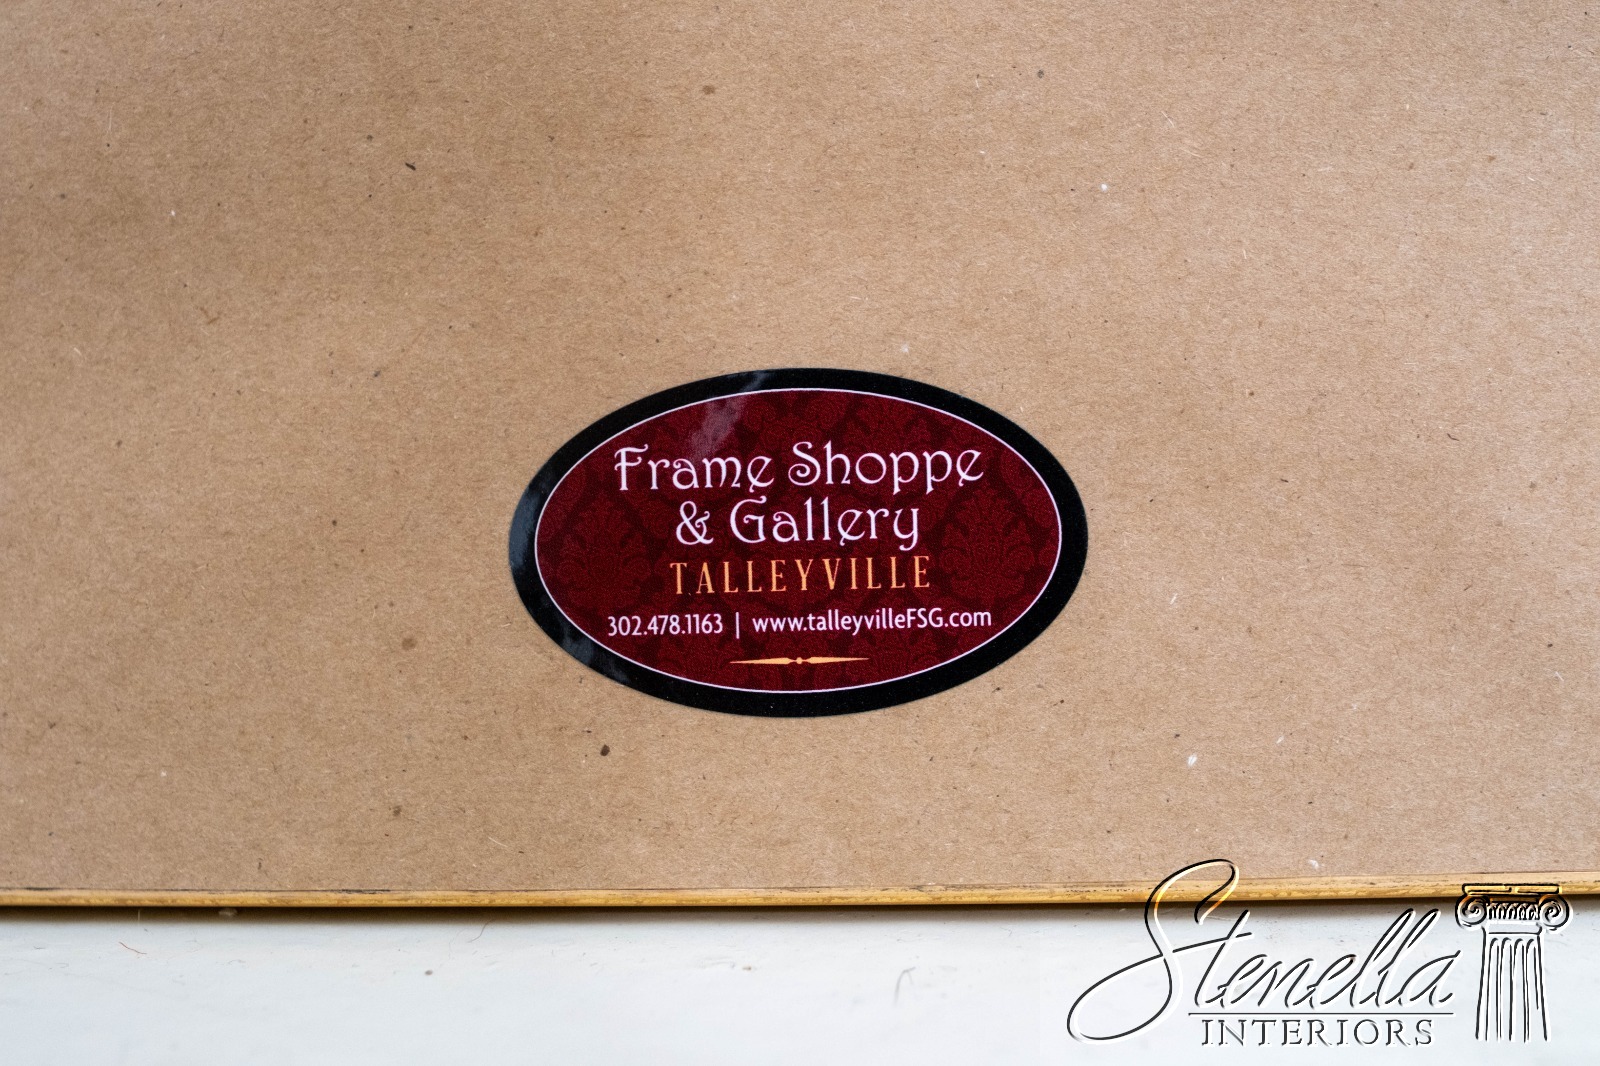 Frame Shoppe
& Gallery
TALLEYVILLE
302.478.1163 | www.talleyvilleFSG.com
Stenella
INTERIORS